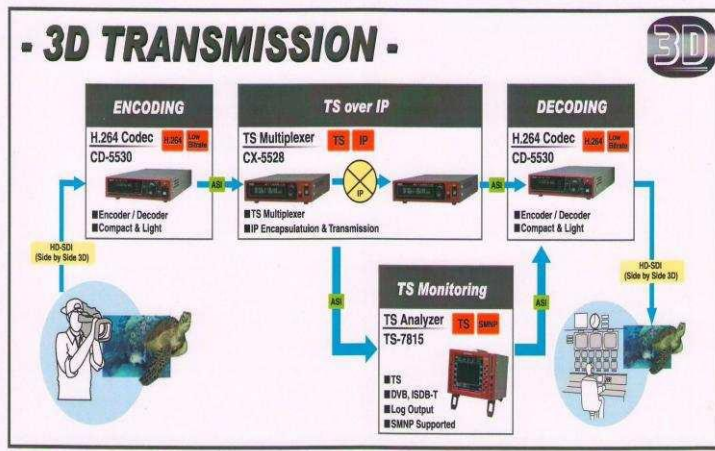 - 3D TRANSMISSION -
3D
ENCODING
H.264 Codec
H.264
Low Bitrate
CD-5530
■Encoder / Decoder
■Compact & Light
ASI
TS over IP
TS Multiplexer
TS
IP
CX-5528
IP
■TS Multiplexer
■IP Encapsulatuion & Transmission
ASI
DECODING
H.264 Codec
H.264
Low Bitrate
CD-5530
■Encoder / Decoder
■Compact & Light
HD-SDI
(Side by Side 3D)
HD-SDI
(Side by Side 3D)
ASI
ASI
TS Monitoring
TS Analyzer
TS
SMNP
TS-7815
■TS
■DVB, ISDB-T
■Log Output
■SMNP Supported